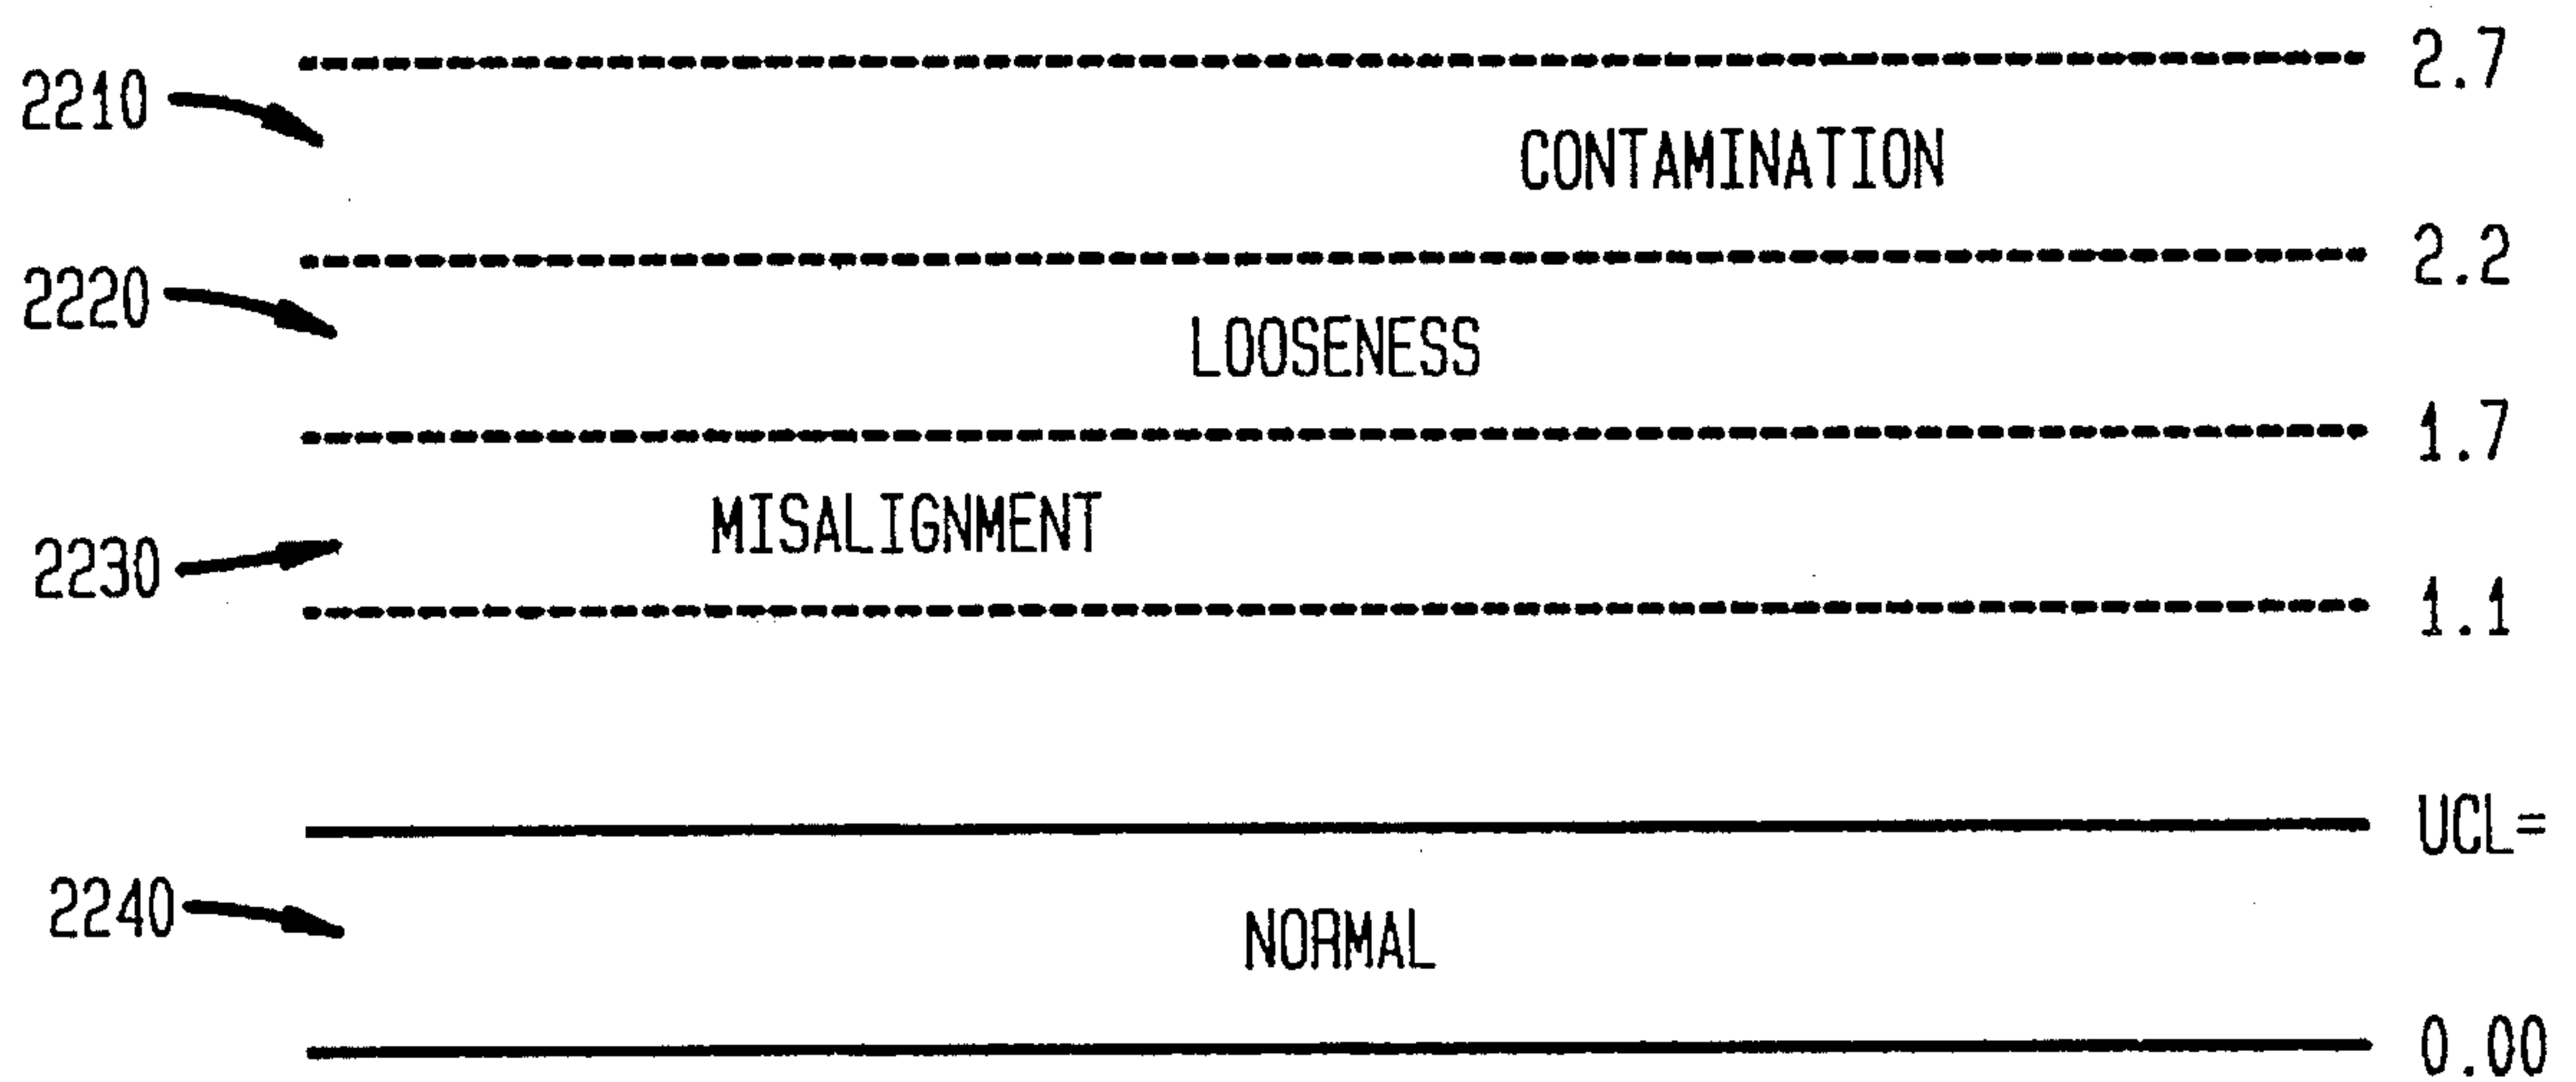 2.7
2210
CONTAMINATION
2.2
2220
LOOSENESS
1.7
MISALIGNMENT
2230
1.1
UCL=
2240
NORMAL
0.00